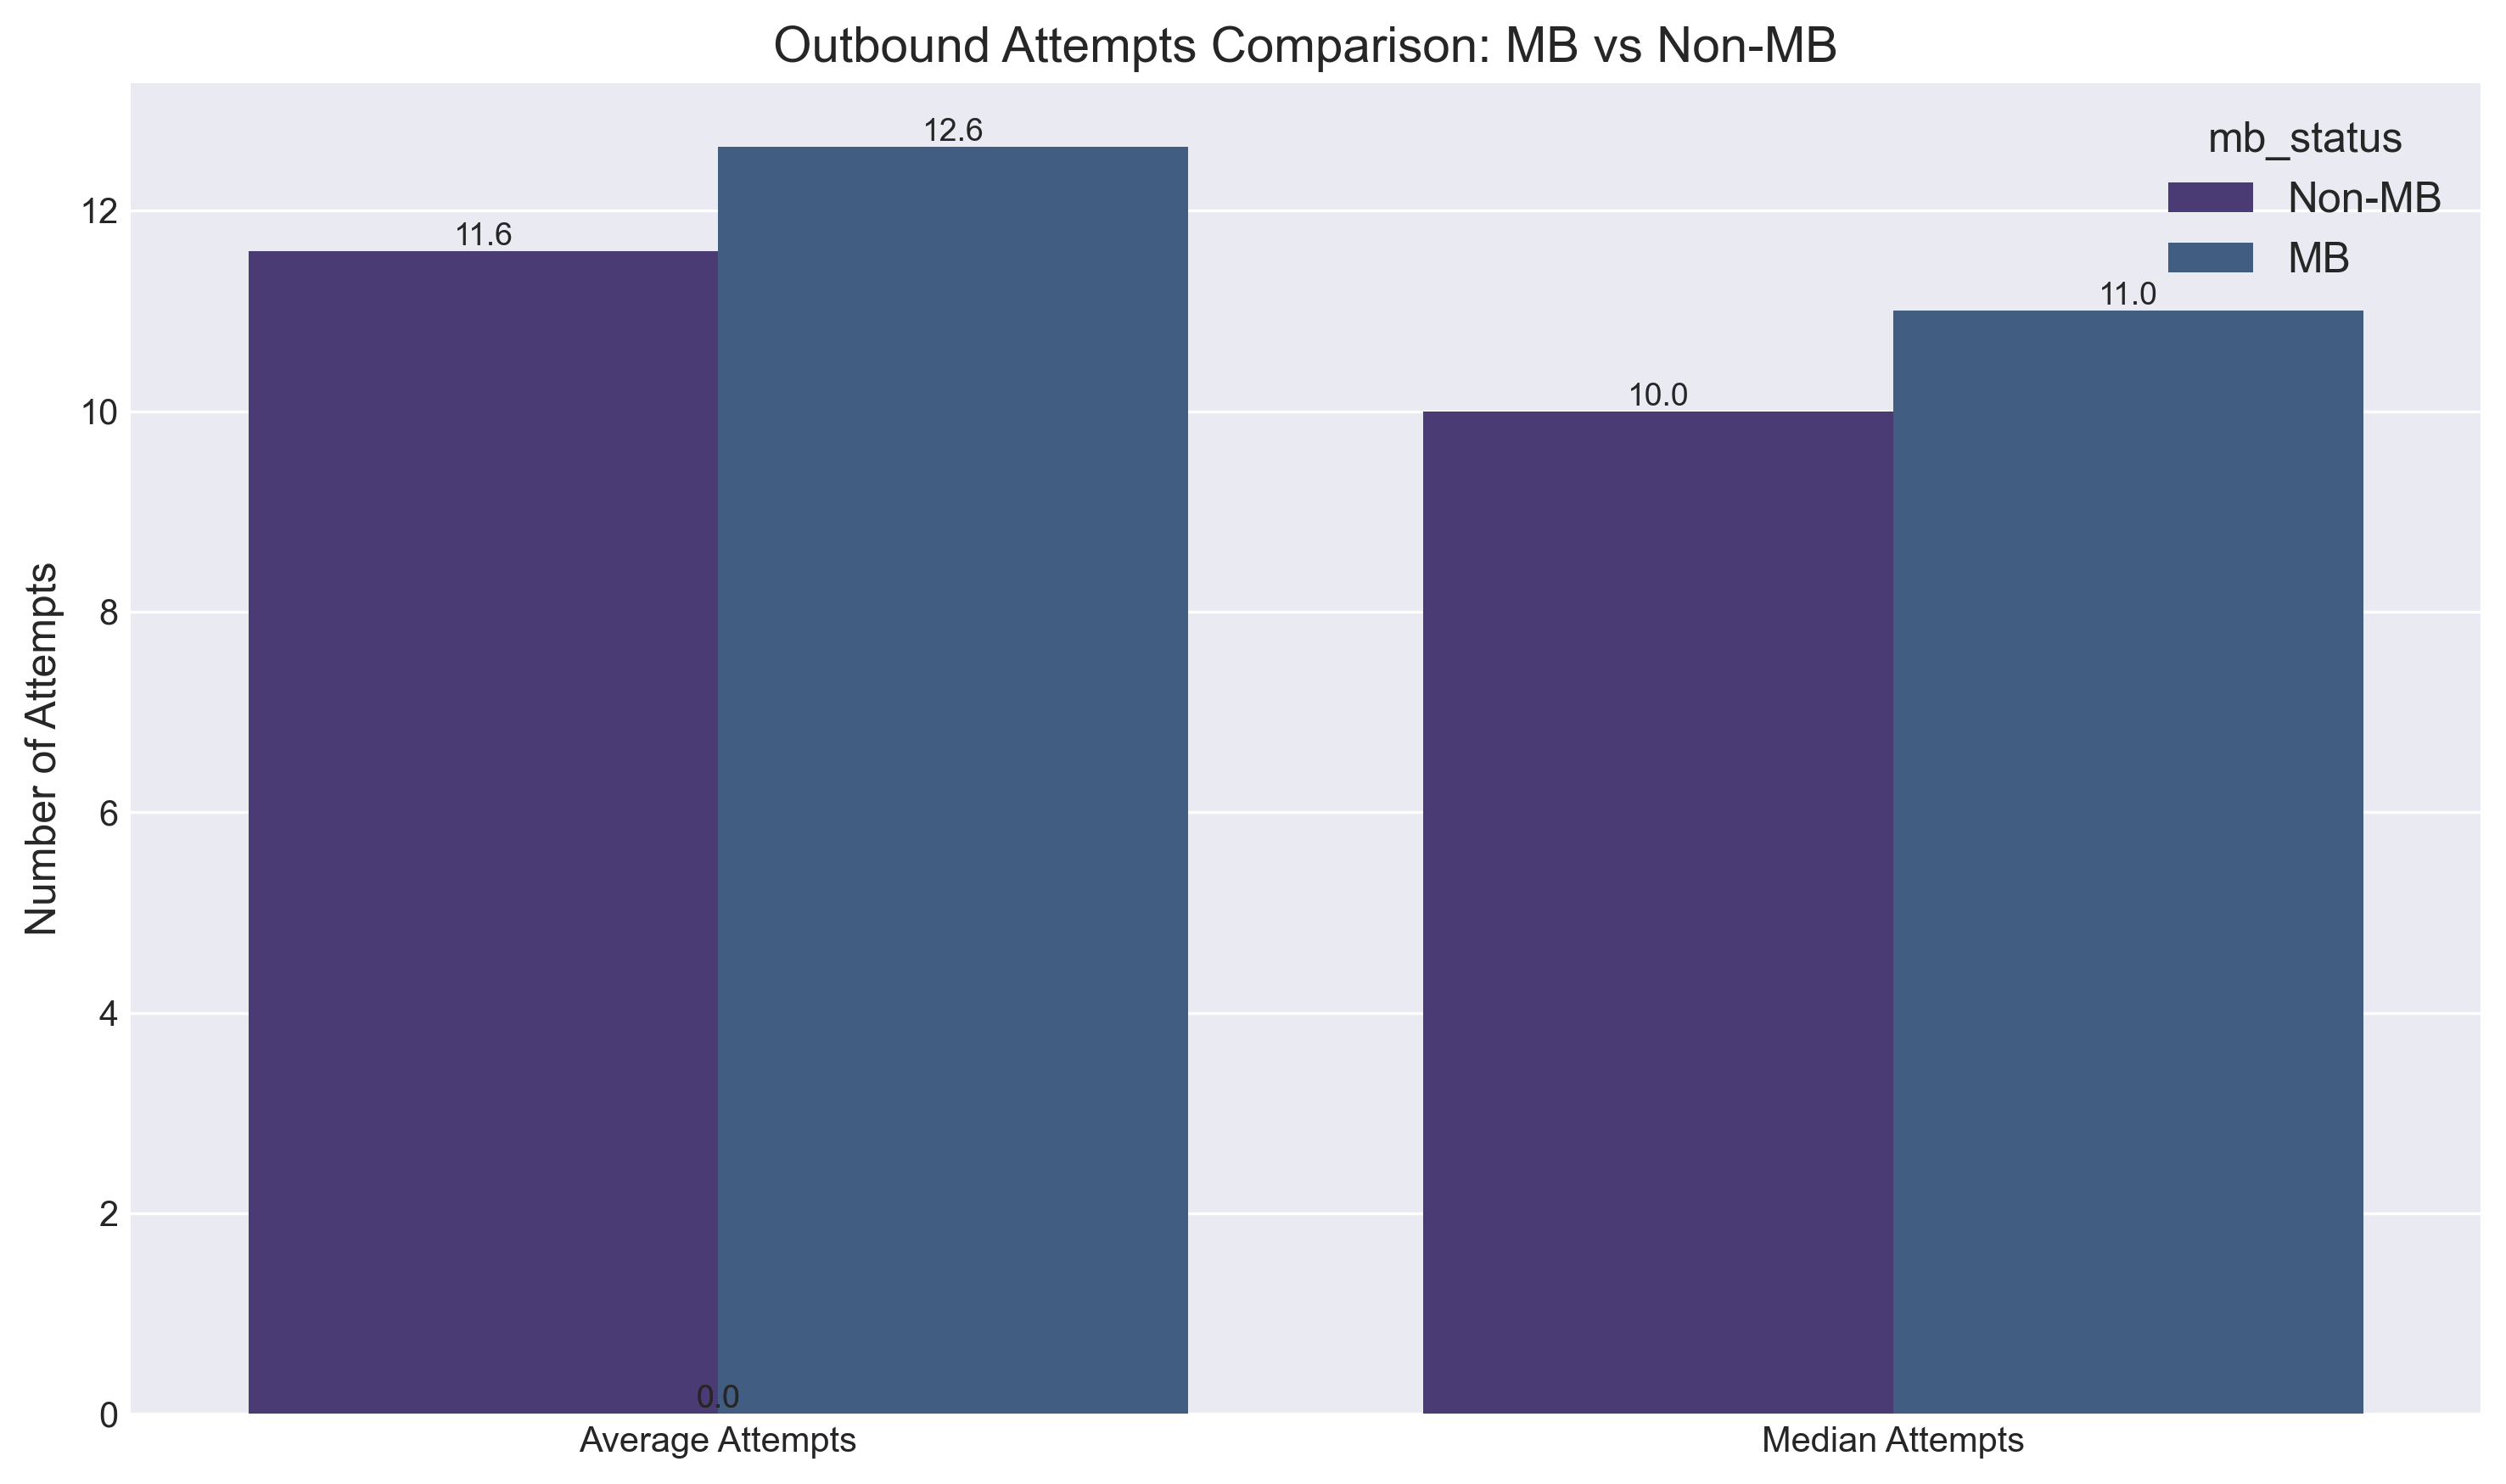 Outbound Attempts Comparison: MB vs Non-MB
mb_status
Non-MB
MB
12.6
11.6
11.0
10.0
0.0
Number of Attempts
12
10
8
6
4
2
0
Average Attempts
Median Attempts